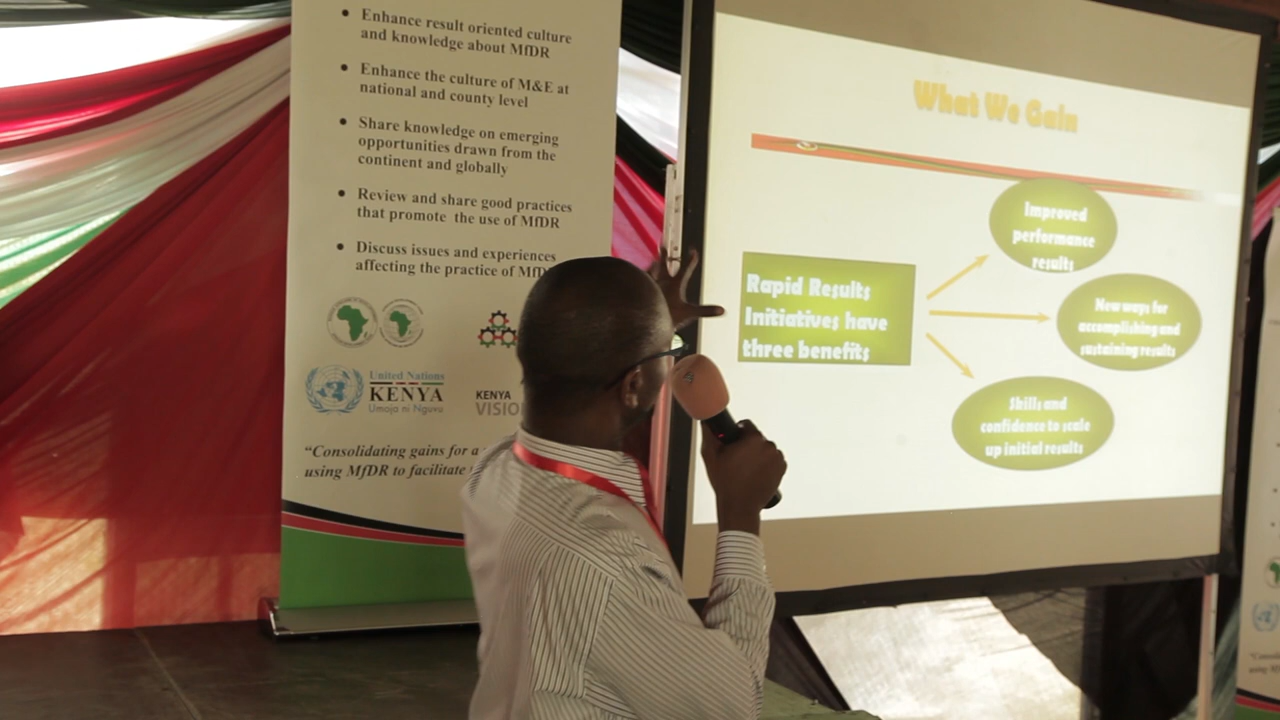 • Enhance result oriented culture
and knowledge about MfDR
• Enhance the culture of M&E at
national and county level
• Share knowledge on emerging
opportunities drawn from the
continent and globally
• Review and share good practices
that promote the use of MfDR
• Discuss issues and experiences
affecting the practice of MfD
United Nations
KENYA
Umoja ni Nguvu
KENYA
VISIO
“Consolidating gains for a
using MfDR to facilitate
What We Gain
Rapid Results
Initiatives have
three benefits
Improved
performance
results
New ways for
accomplishing and
sustaining results
Skills and
confidence to scale
up initial results